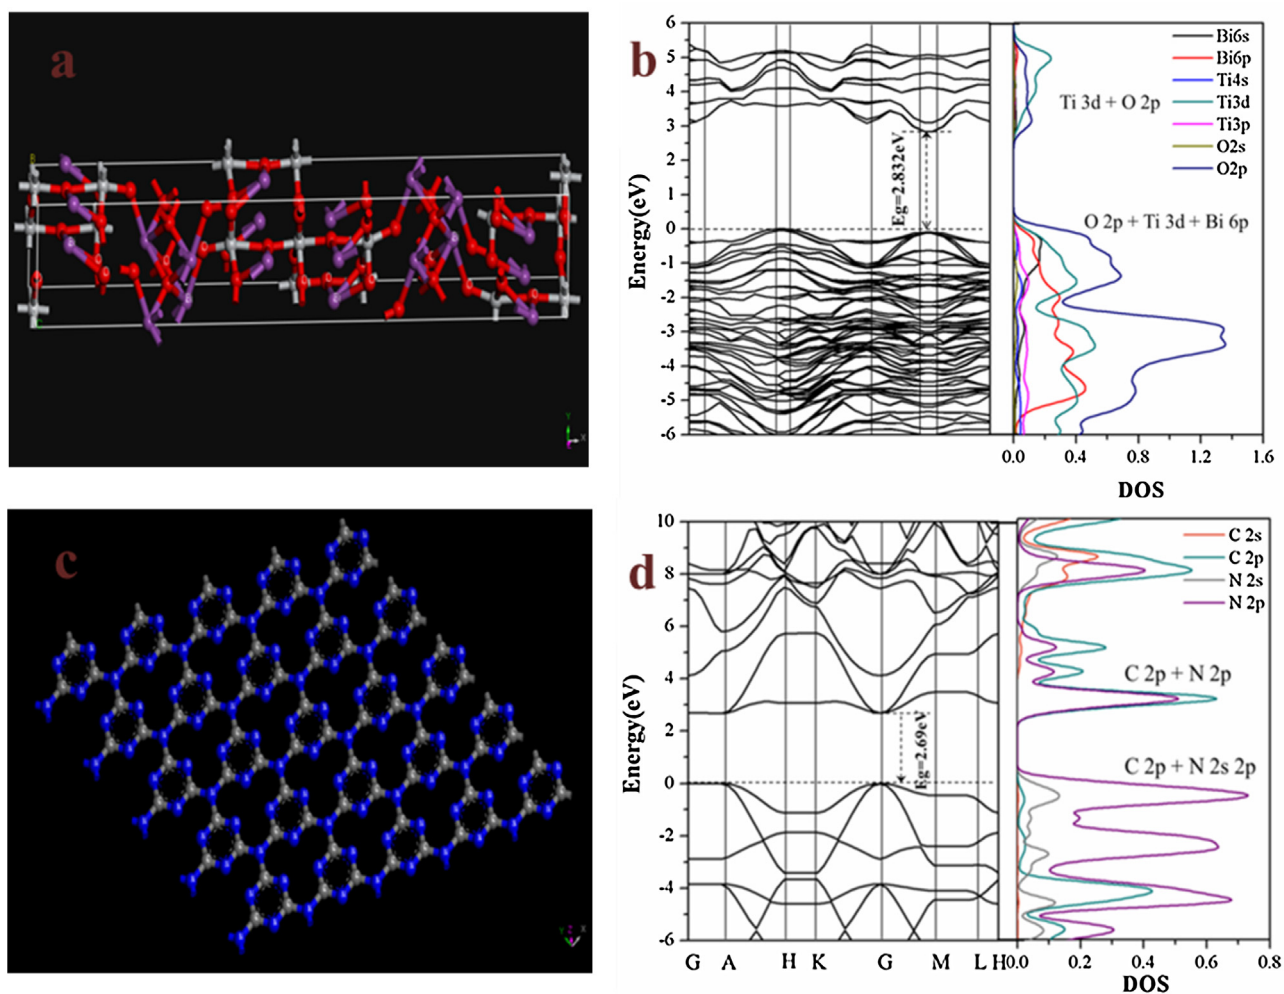 a
b
6
5
4
3
2
1
0
-1
-2
-3
-4
-5
-6
Energy(eV)
Eg=2.832eV
Bi6s
Bi6p
Ti4s
Ti3d
Ti3p
O2s
O2p
Ti 3d + O 2p
O 2p + Ti 3d + Bi 6p
0.0 0.4 0.8 1.2 1.6
DOS
Y
X
c
d
10
8
6
4
2
0
-2
-4
-6
Energy(eV)
Eg=2.69eV
C 2s
C 2p
N 2s
N 2p
C 2p + N 2p
C 2p + N 2s 2p
G A H K G M L H
0.0 0.2 0.4 0.6 0.8
DOS
Y Z X